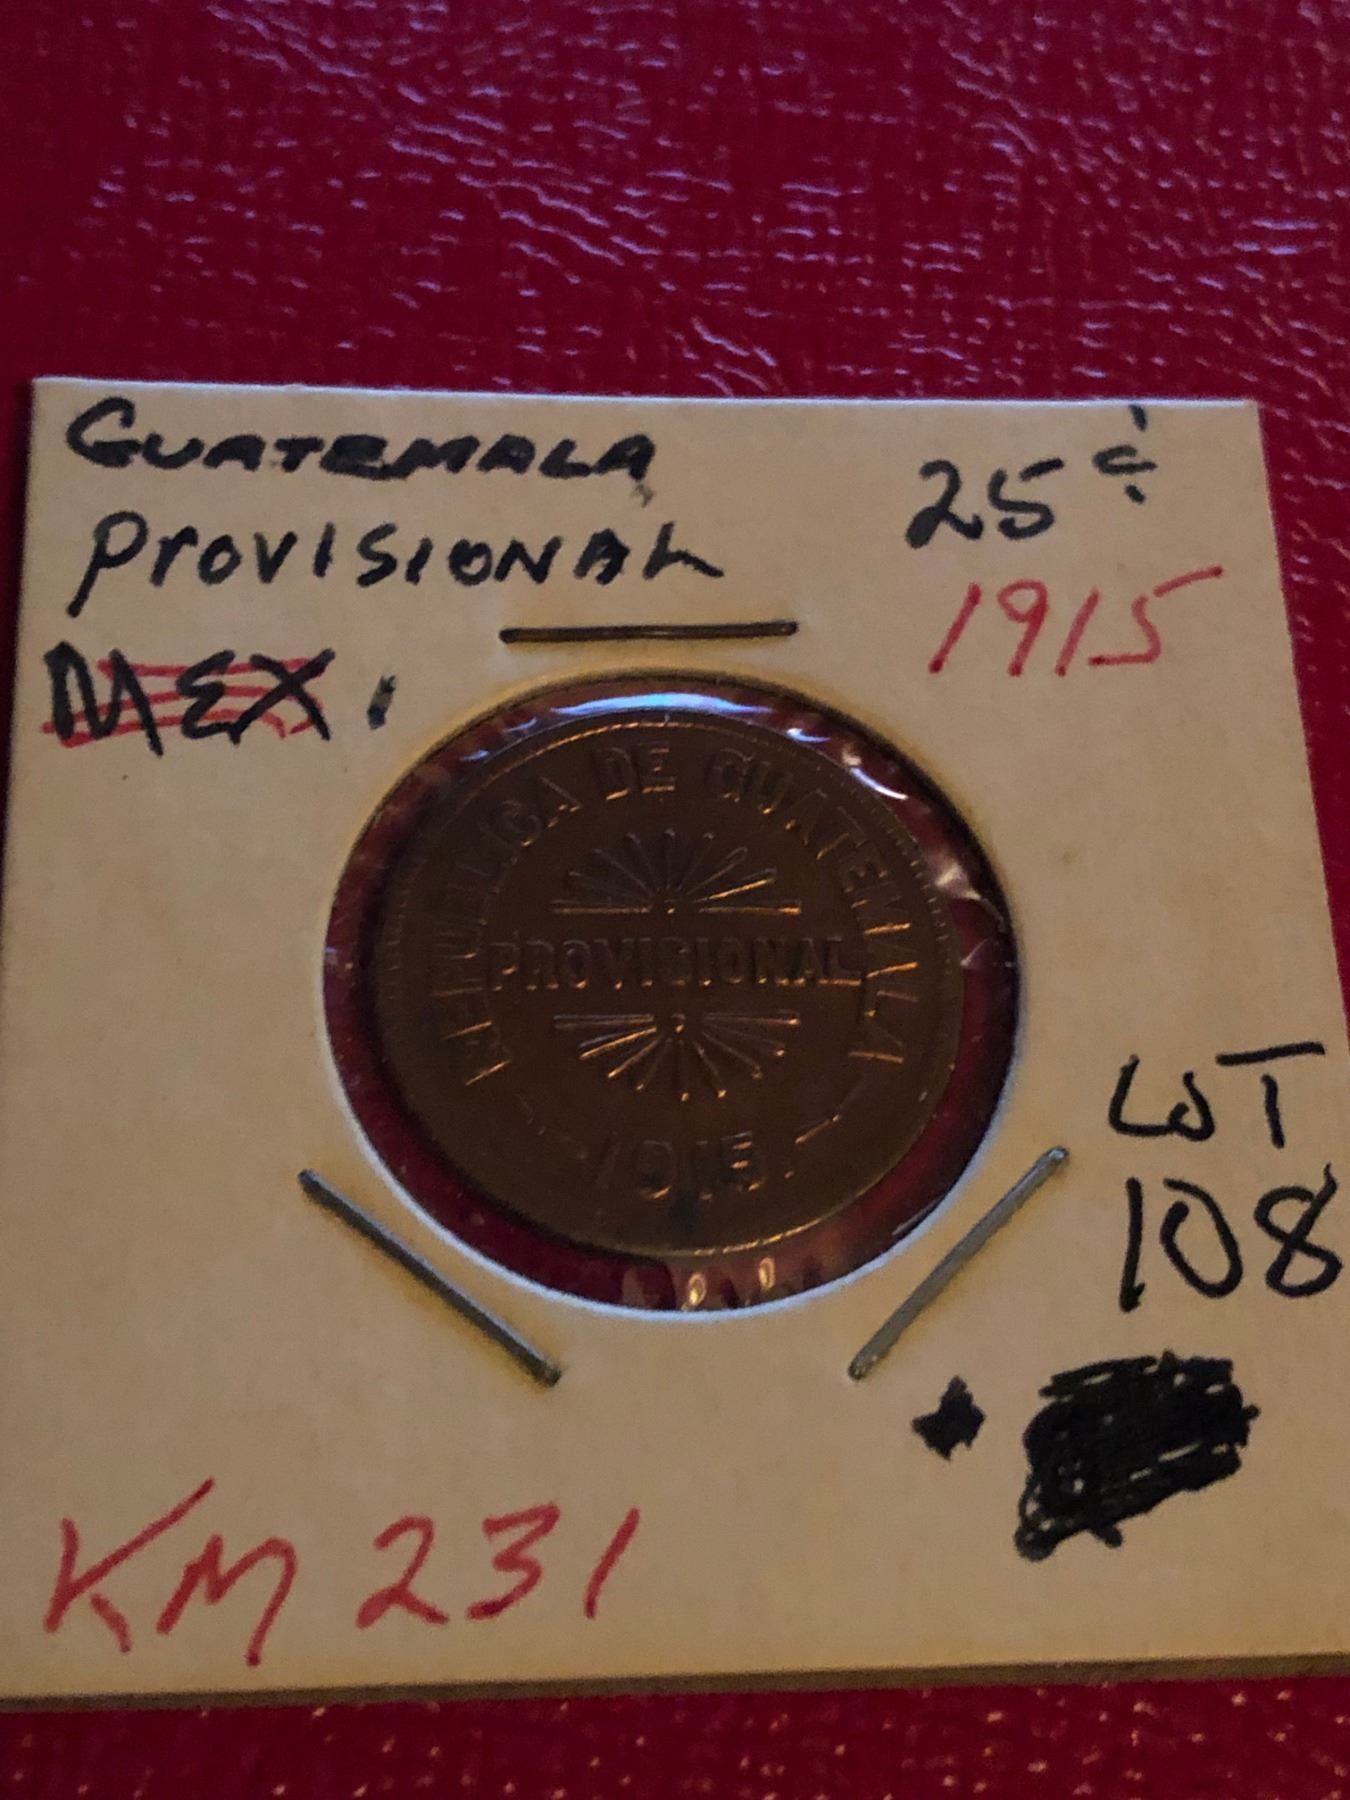 GUATEMALA
25¢
PROVISIONAL
1915
MEX.
REPUBLICA DE GUATEMALA
PROVISIONAL
1915
LOT
108
KM 231